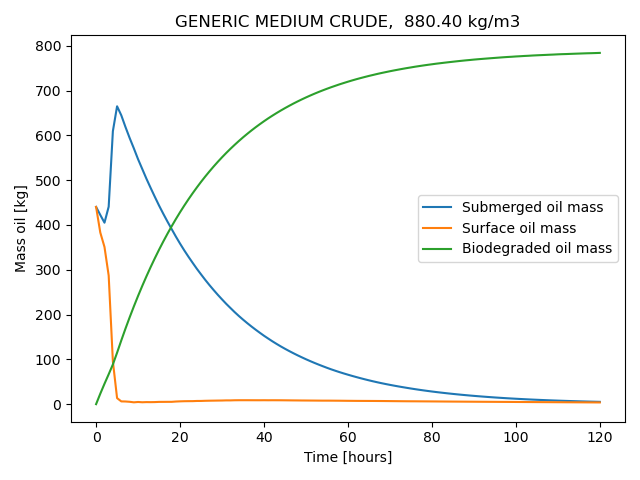 GENERIC MEDIUM CRUDE, 880.40 kg/m3
Mass oil [kg]
800
700
600
500
400
300
200
100
0
Submerged oil mass
Surface oil mass
Biodegraded oil mass
0 20 40 60 80 100 120
Time [hours]